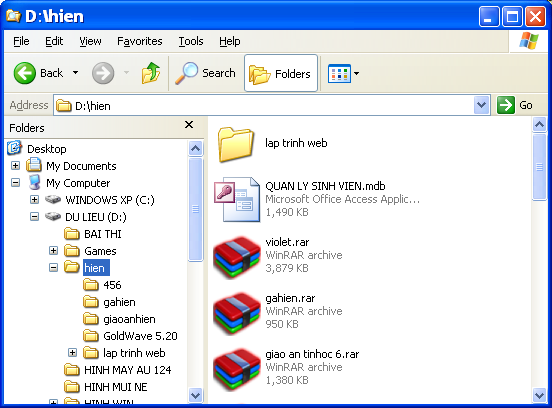 D:\hien
File Edit View Favorites Tools Help
Back Search Folders
Address D:\hien Go
Folders
Desktop
My Documents
My Computer
WINDOWS XP (C:)
DU LIEU (D:)
BAI THI
Games
hien
456
gahien
giaoanhien
GoldWave 5.20
lap trinh web
HINH MAY AU 124
HINH MUI NE
HINH WIN
lap trinh web
QUAN LY SINH VIEN.mdb
Microsoft Office Access Applic...
1,490 KB
violet.rar
WinRAR archive
3,879 KB
gahien.rar
WinRAR archive
950 KB
giao an tinhoc 6.rar
WinRAR archive
1,380 KB